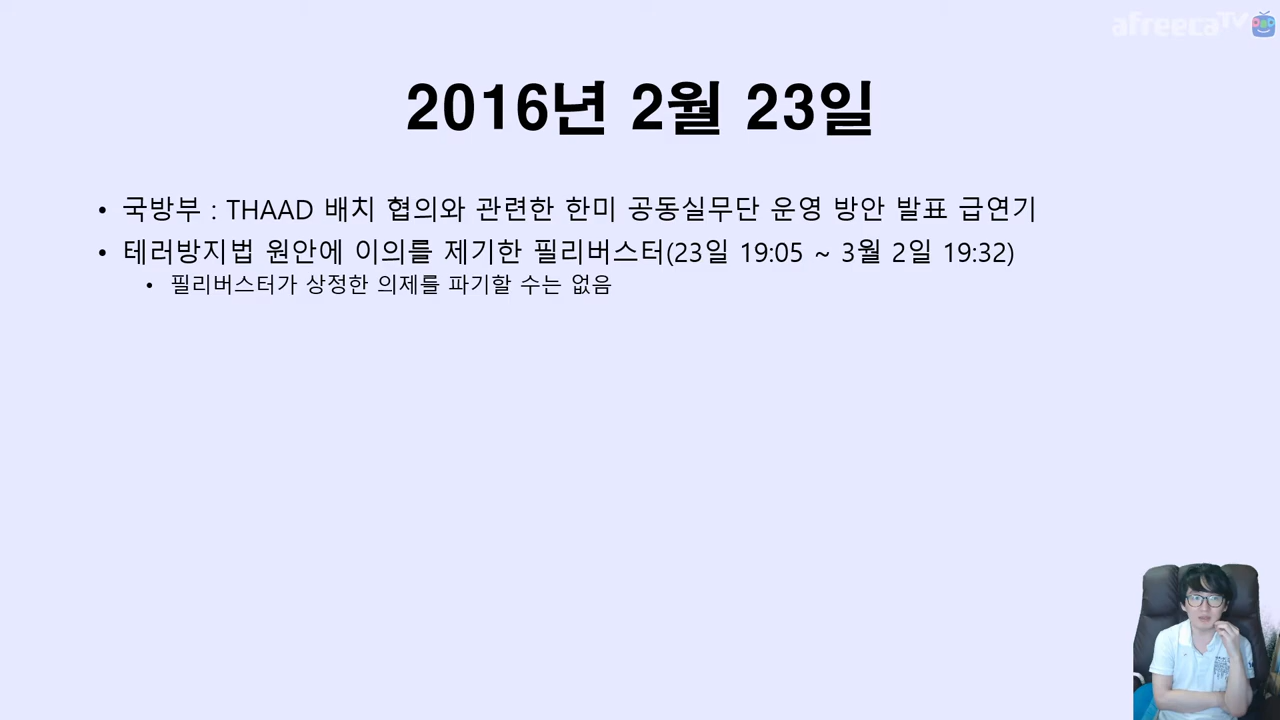 afreecaTV
2016년 2월 23일
• 국방부 : THAAD 배치 협의와 관련한 한미 공동실무단 운영 방안 발표 급연기
• 테러방지법 원안에 이의를 제기한 필리버스터(23일 19:05 ~ 3월 2일 19:32)
• 필리버스터가 상정한 의제를 파기할 수는 없음